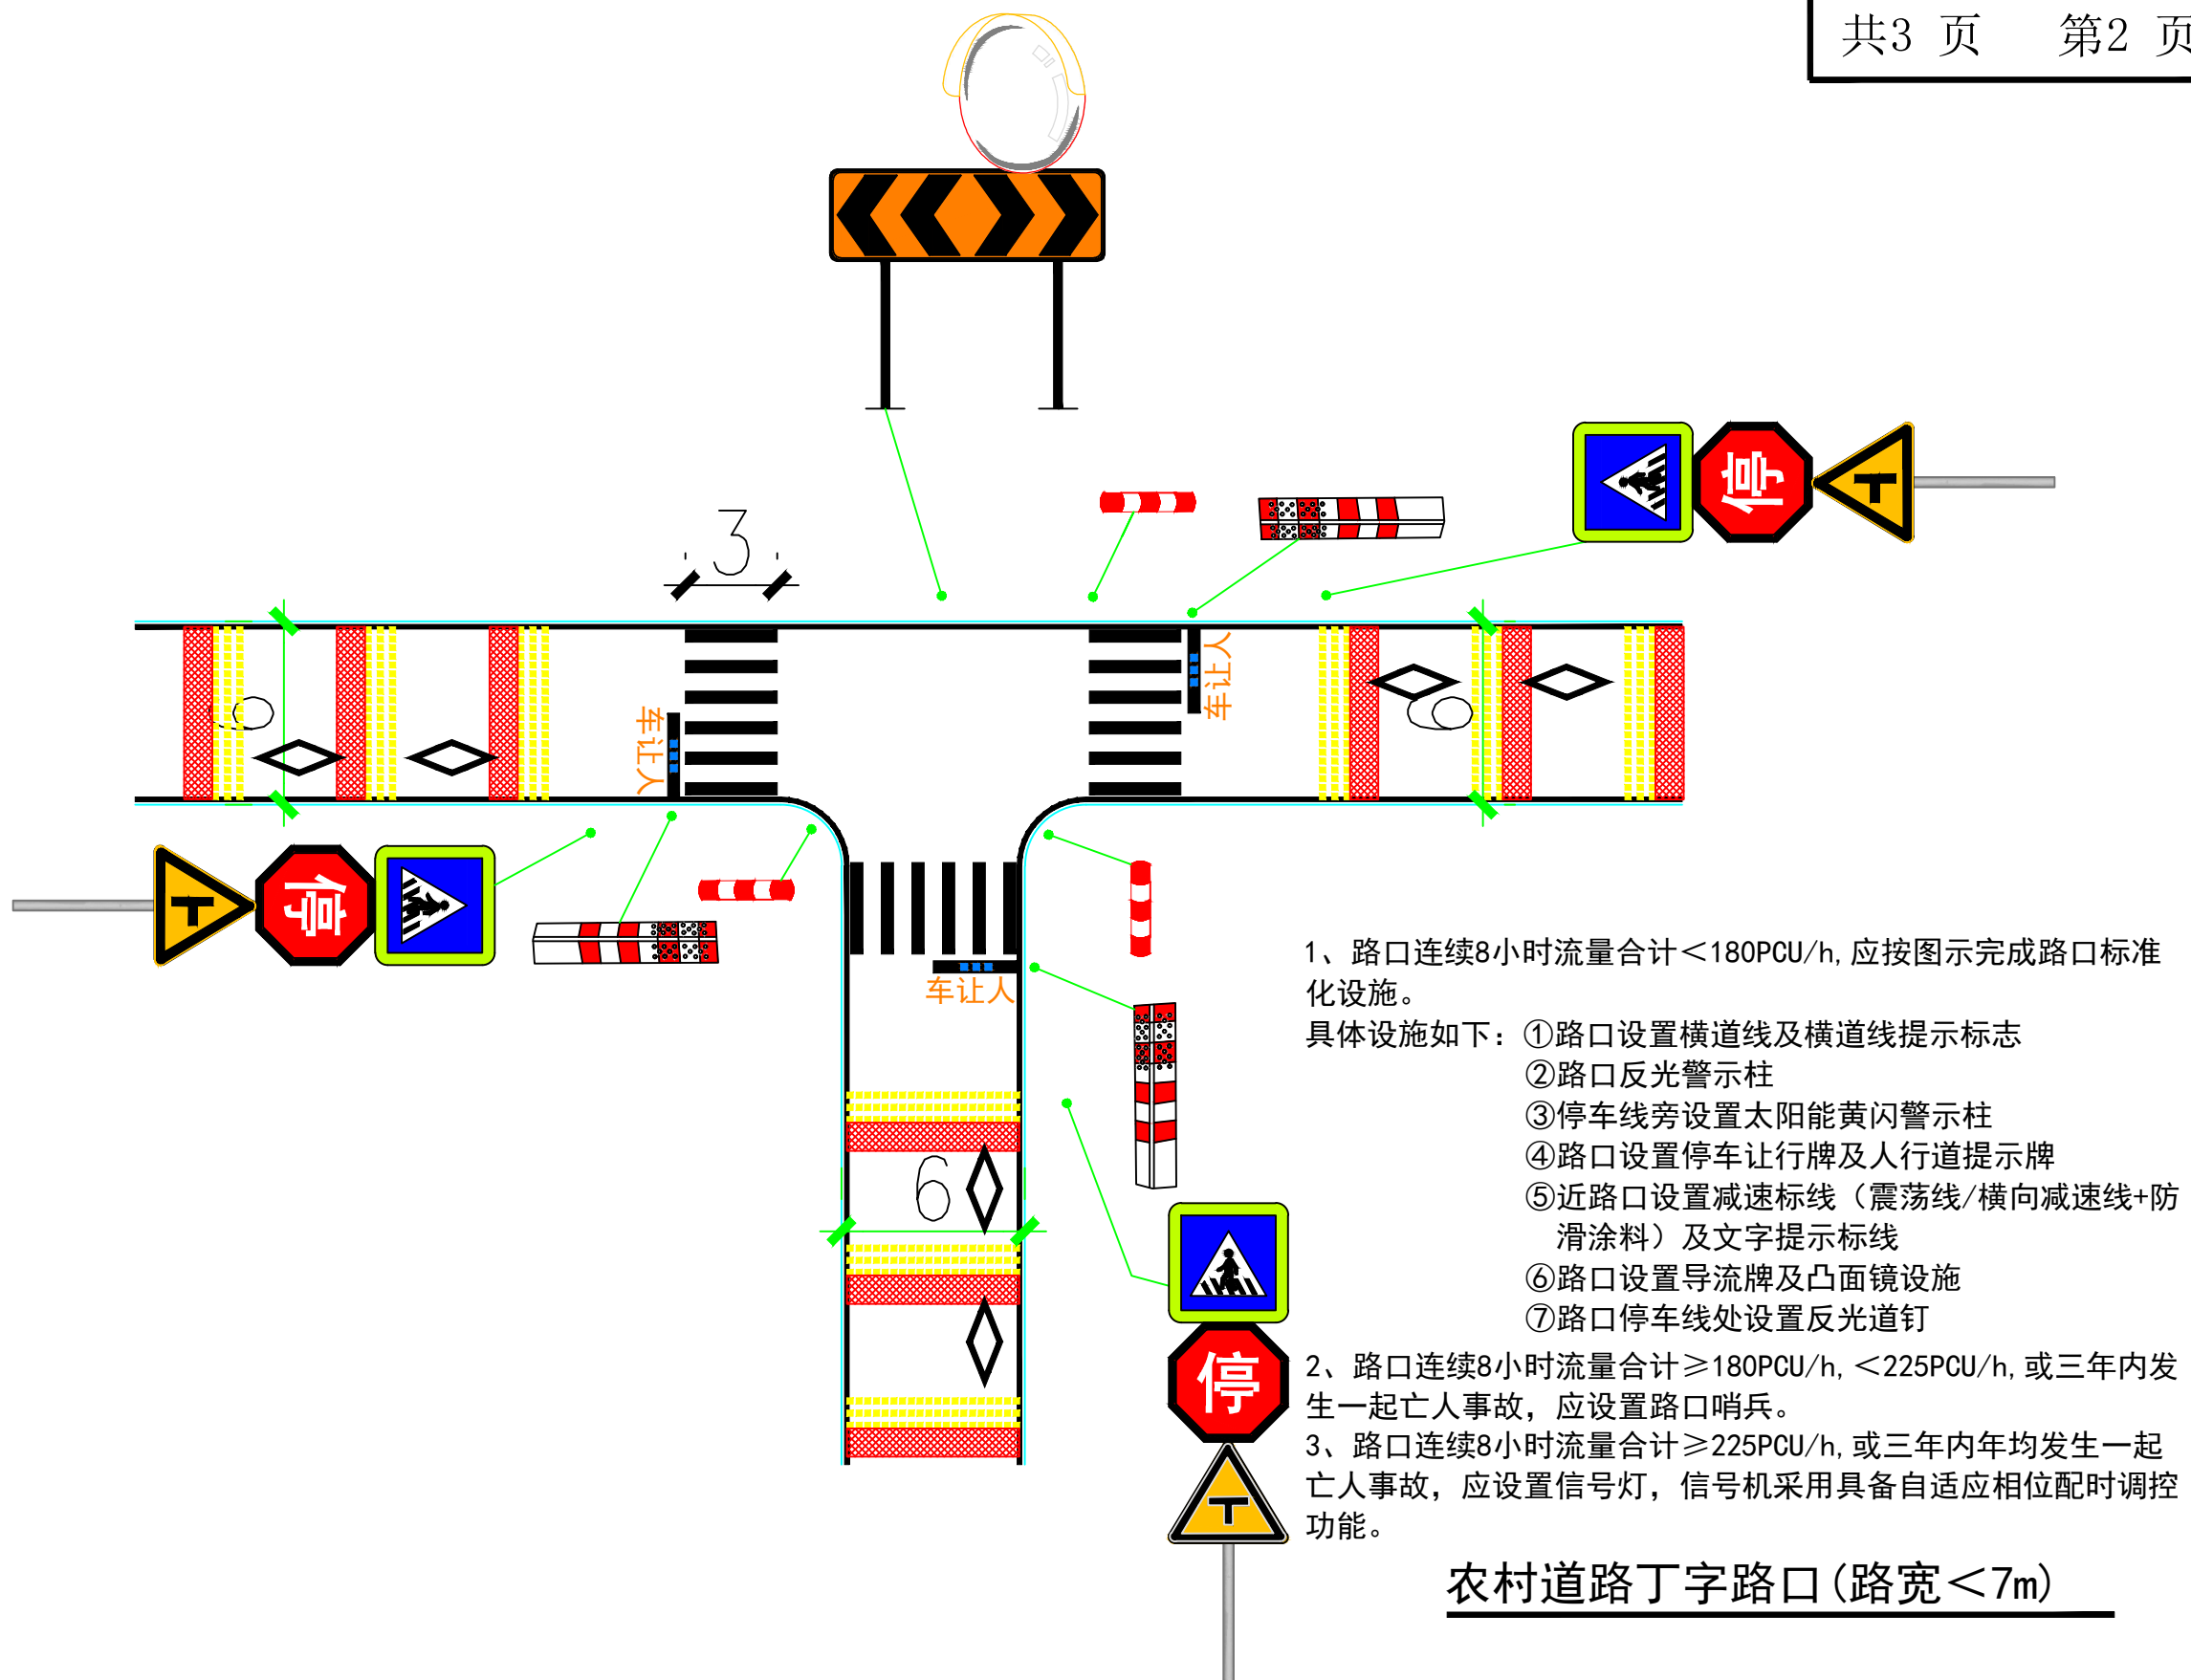 共3 页 第2 页
停
3
6
6
车让人
车让人
停
车让人
6
停
1、路口连续8小时流量合计＜180PCU/h,应按图示完成路口标准
化设施。
具体设施如下：①路口设置横道线及横道线提示标志
②路口反光警示柱
③停车线旁设置太阳能黄闪警示柱
④路口设置停车让行牌及人行道提示牌
⑤近路口设置减速标线（震荡线/横向减速线+防
滑涂料）及文字提示标线
⑥路口设置导流牌及凸面镜设施
⑦路口停车线处设置反光道钉
2、路口连续8小时流量合计≥180PCU/h,＜225PCU/h,或三年内发
生一起亡人事故，应设置路口哨兵。
3、路口连续8小时流量合计≥225PCU/h,或三年内年均发生一起
亡人事故，应设置信号灯，信号机采用具备自适应相位配时调控
功能。
农村道路丁字路口(路宽＜7m)